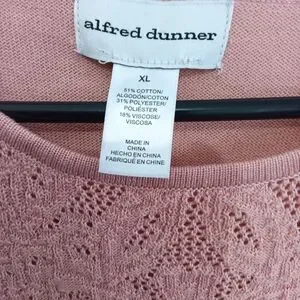 alfred dunner
XL
51% COTTON/
ALGODÓN/COTON
31% POLYESTER/
POLIÉSTER
18% VISCOSE/
VISCOSA
MADE IN
CHINA
HECHO EN CHINA
FABRIQUÉ EN CHINE